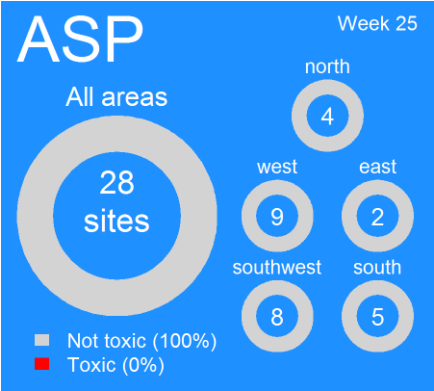 ASP
Week 25
All areas
28
sites
north
4
west
9
east
2
southwest
8
south
5
Not toxic (100%)
Toxic (0%)